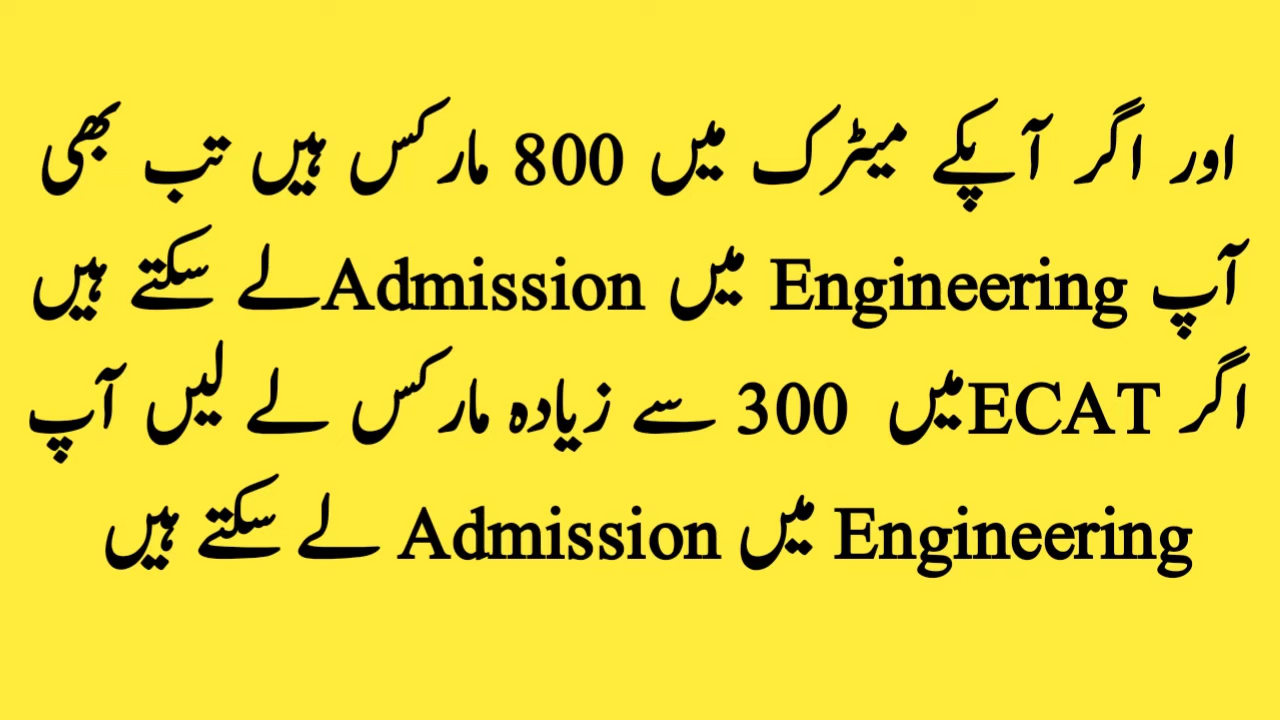 اور اگر آپکے میٹرک میں 800 مارکس ہیں تب بھی
آپ Engineering میں Admissionلے سکتے ہیں
اگر ECATمیں 300 سے زیادہ مارکس لے لیں آپ
Engineering میں Admission لے سکتے ہیں